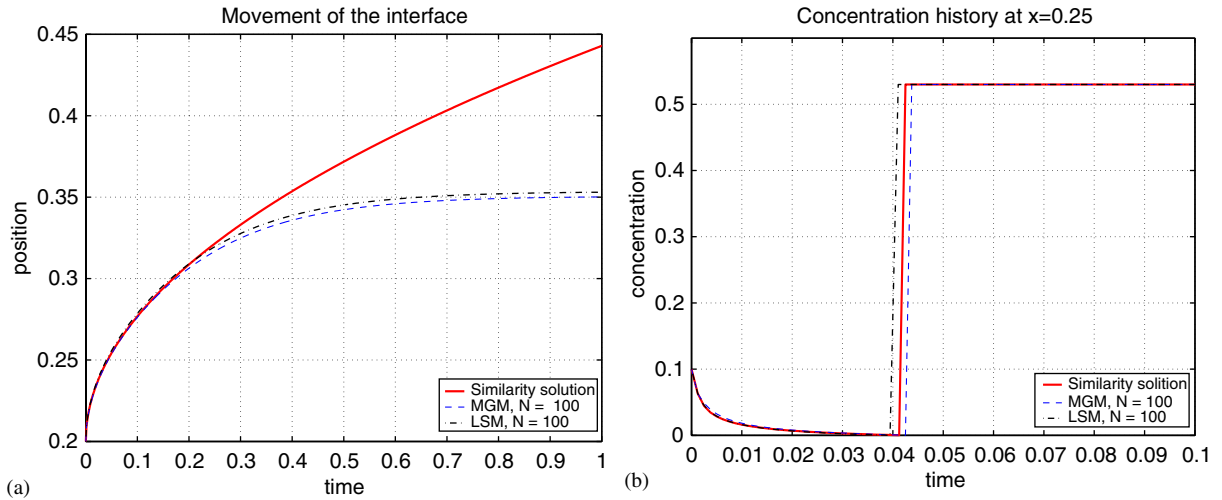 Movement of the interface
0.45
0.4
0.35
0.3
0.25
0.2
position
0 0.1 0.2 0.3 0.4 0.5 0.6 0.7 0.8 0.9 1
time
Similarity solution
MGM, N = 100
LSM, N = 100
(a)
Concentration history at x=0.25
0.5
0.4
0.3
0.2
0.1
0
concentration
0 0.01 0.02 0.03 0.04 0.05 0.06 0.07 0.08 0.09 0.1
time
Similarity solition
MGM, N = 100
LSM, N = 100
(b)